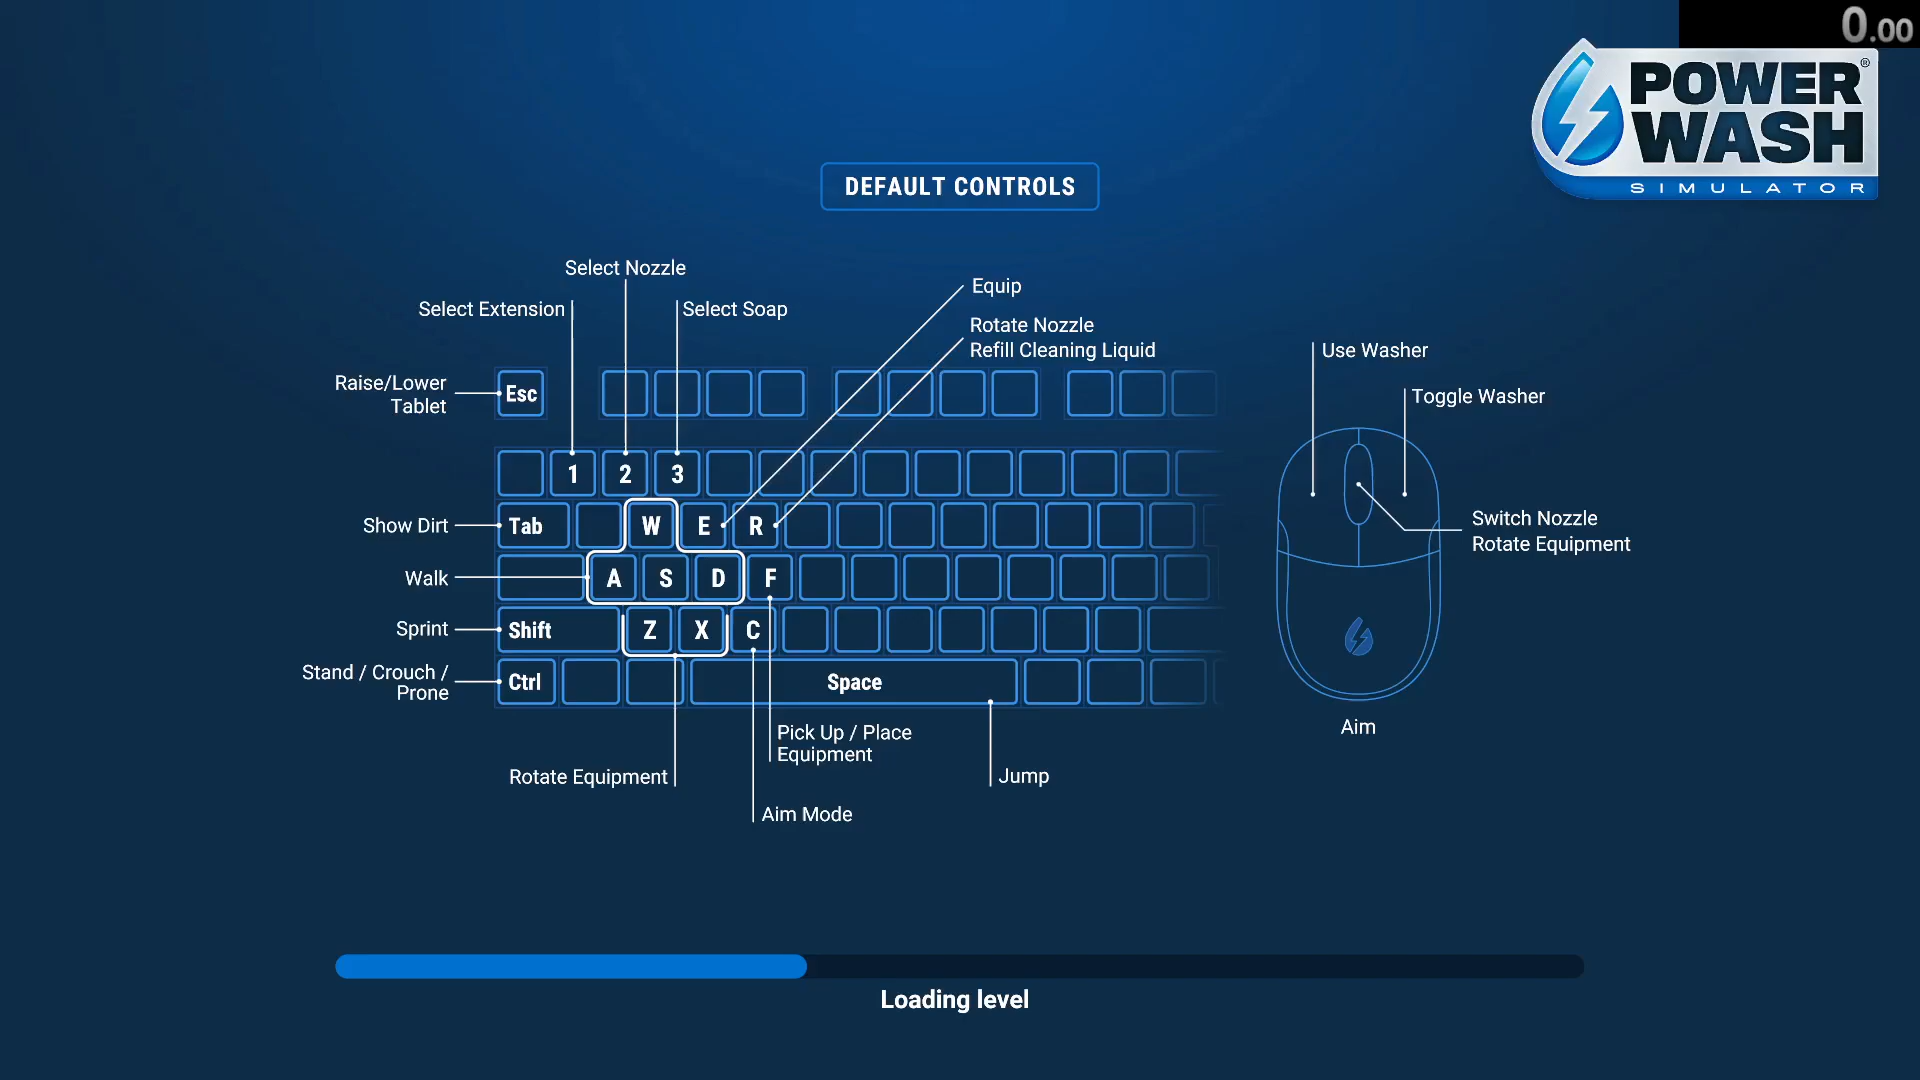 0.00
POWER®
WASH
SIMULATOR
DEFAULT CONTROLS
Select Nozzle
Select Extension
Select Soap
Equip
Rotate Nozzle
Refill Cleaning Liquid
Use Washer
Toggle Washer
Raise/Lower
Tablet
Esc
1 2 3
Show Dirt
Tab W E R
Switch Nozzle
Rotate Equipment
Walk
A S D F
Sprint
Shift Z X C
Stand / Crouch /
Prone
Ctrl Space
Aim
Pick Up / Place
Equipment
Rotate Equipment
Jump
Aim Mode
Loading level